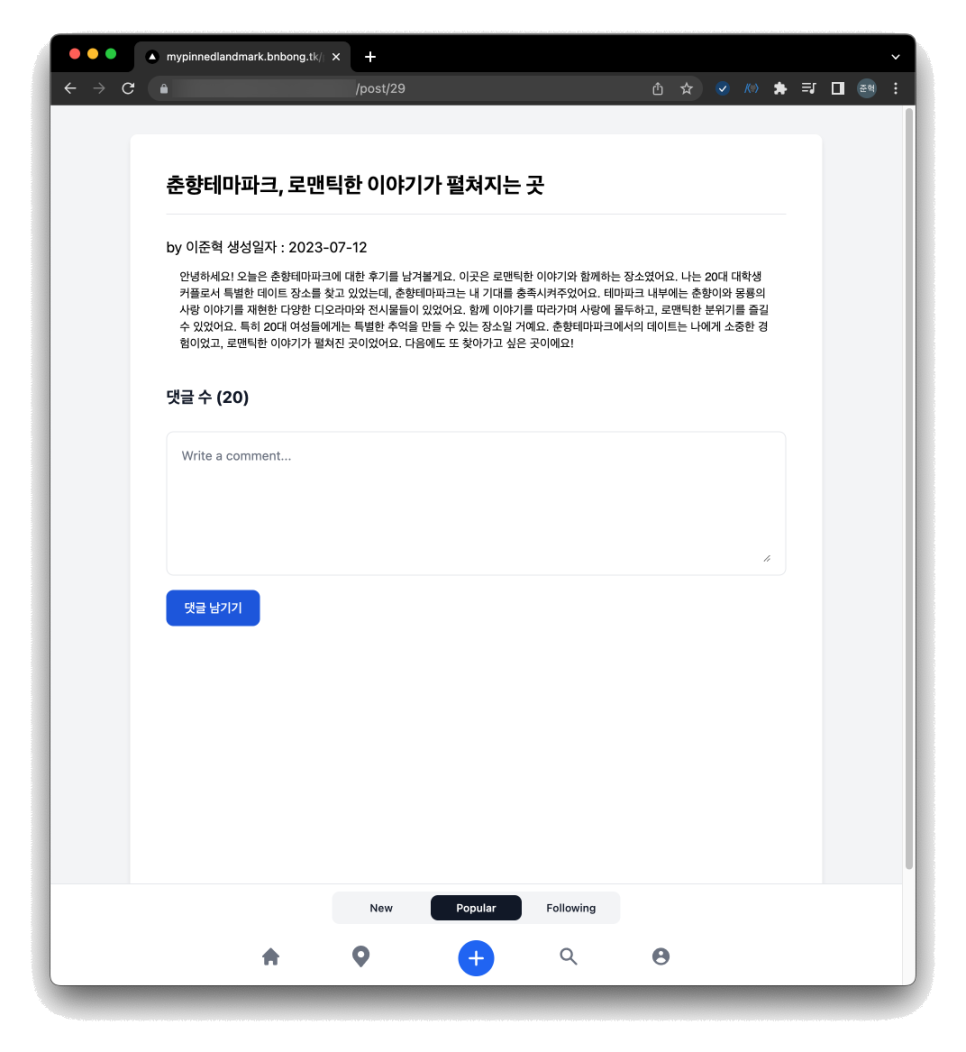 mypinnedlandmark.bnbong.tk/
/post/29
준혁
춘향테마파크, 로맨틱한 이야기가 펼쳐지는 곳
by 이준혁 생성일자 : 2023-07-12
안녕하세요! 오늘은 춘향테마파크에 대한 후기를 남겨볼게요. 이곳은 로맨틱한 이야기와 함께하는 장소였어요. 나는 20대 대학생
커플로서 특별한 데이트 장소를 찾고 있었는데, 춘향테마파크는 내 기대를 충족시켜주었어요. 테마파크 내부에는 춘향이와 몽룡의
사랑 이야기를 재현한 다양한 디오라마와 전시물들이 있었어요. 함께 이야기를 따라가며 사랑에 몰두하고, 로맨틱한 분위기를 즐길
수 있었어요. 특히 20대 여성들에게는 특별한 추억을 만들 수 있는 장소일 거예요. 춘향테마파크에서의 데이트는 나에게 소중한 경
험이었고, 로맨틱한 이야기가 펼쳐진 곳이었어요. 다음에도 또 찾아가고 싶은 곳이에요!
댓글 수 (20)
Write a comment...
댓글 남기기
New Popular Following